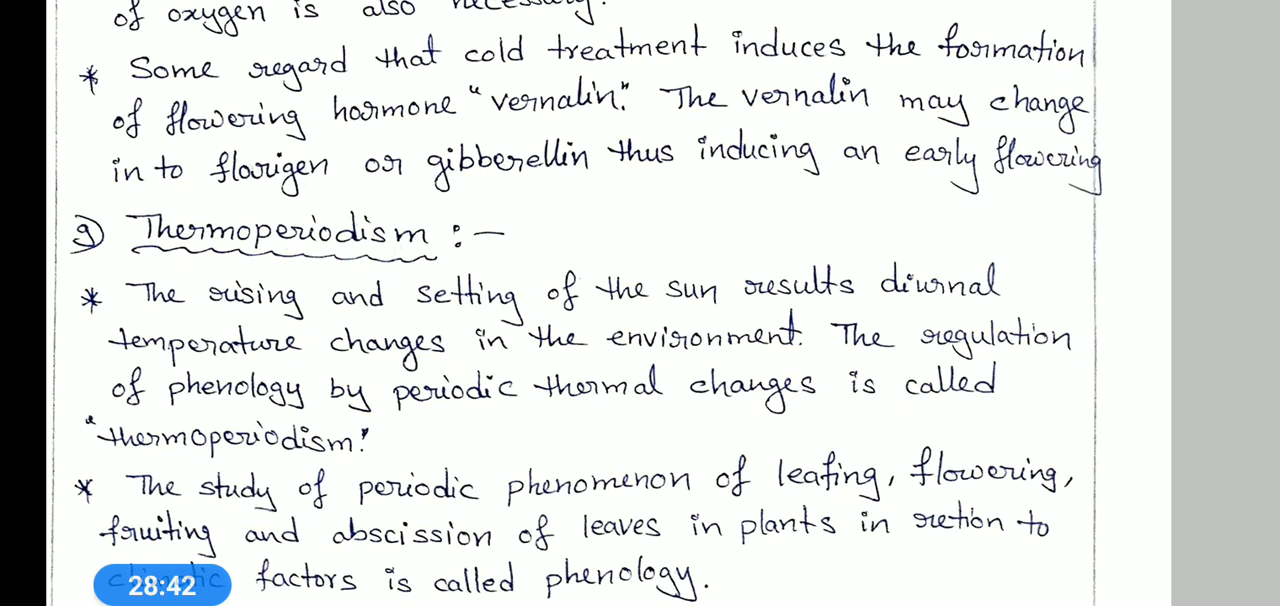 of oxygen is also necessary.
* Some regard that cold treatment induces the formation
of flowering hormone "vernalin". The vernalin may change
in to florigen or gibberellin thus inducing an early flowering
g) Thermoperiodism :-
* The rising and setting of the sun results diurnal
temperature changes in the environment. The regulation
of phenology by periodic thermal changes is called
"thermoperiodism."
* The study of periodic phenomenon of leafing, flowering,
fruiting and abscission of leaves in plants in rretion to
factors is called phenology.
28:42